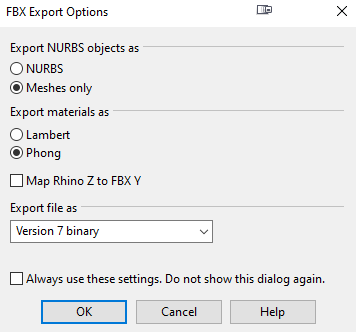 FBX Export Options
Export NURBS objects as
NURBS
Meshes only
Export materials as
Lambert
Phong
Map Rhino Z to FBX Y
Export file as
Version 7 binary
Always use these settings. Do not show this dialog again.
OK Cancel Help